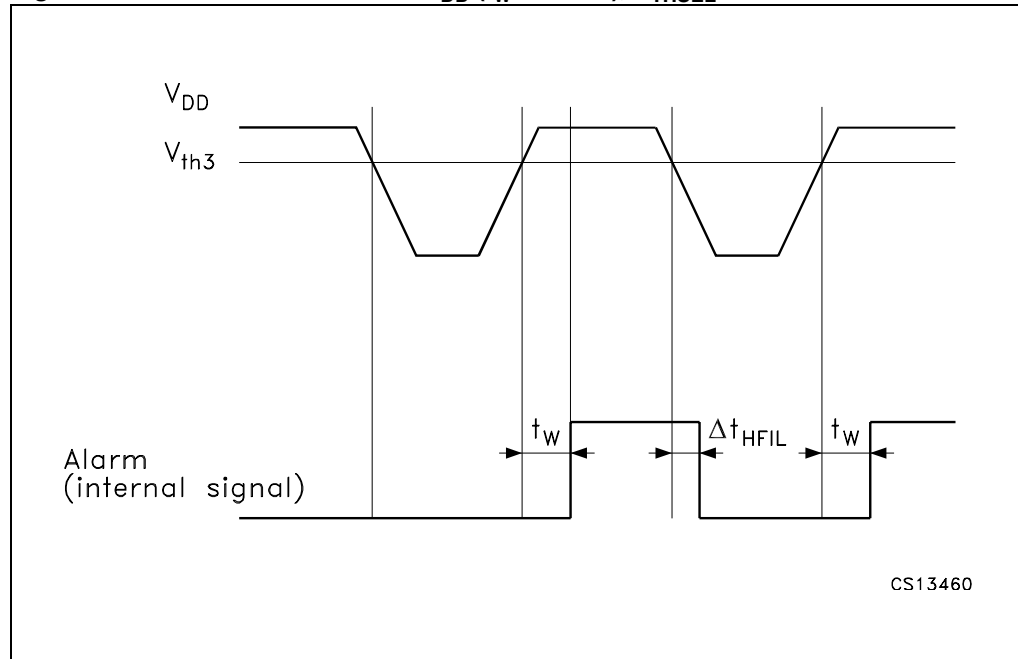 V_DD
V_th3
t_W
Δt_HFIL
t_W
Alarm
(internal signal)
CS13460